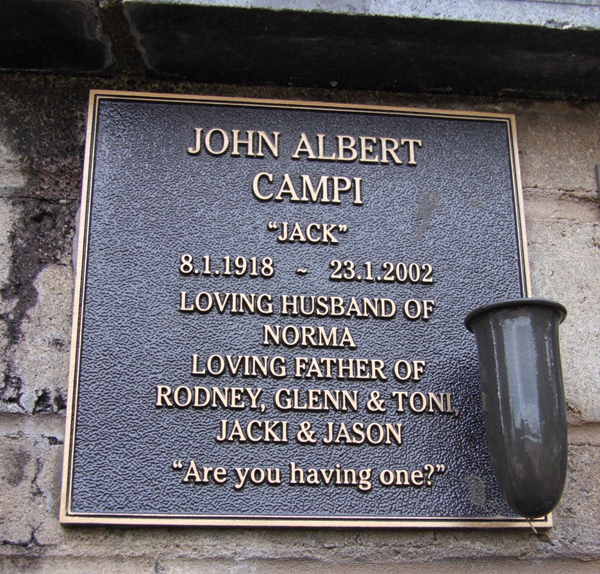 JOHN ALBERT
CAMPI
"JACK"
8.1.1918 ~ 23.1.2002
LOVING HUSBAND OF
NORMA
LOVING FATHER OF
RODNEY, GLENN & TONI,
JACKI & JASON
"Are you having one?"